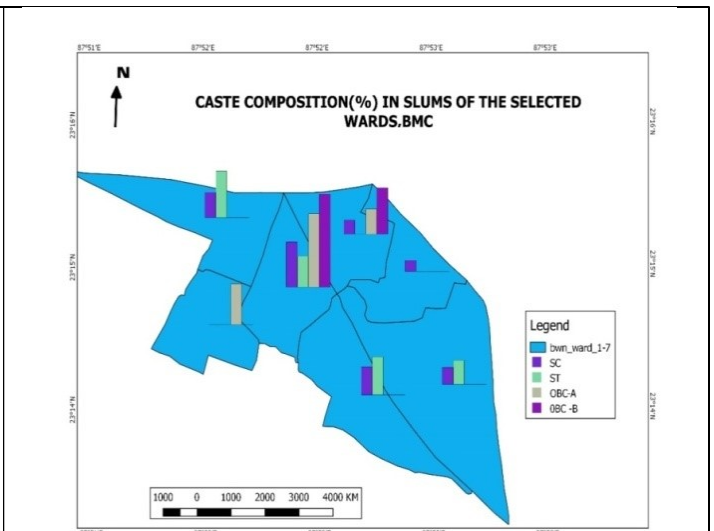 87°51'E 87°52'E 87°52'E 87°53'E 87°53'E
N
CASTE COMPOSITION(%) IN SLUMS OF THE SELECTED
WARDS.BMC
23°16'N 23°16'N
23°15'N 23°15'N
23°14'N 23°14'N
Legend
bwn_ward_1-7
SC
ST
OBC-A
OBC -B
1000 0 1000 2000 3000 4000 KM